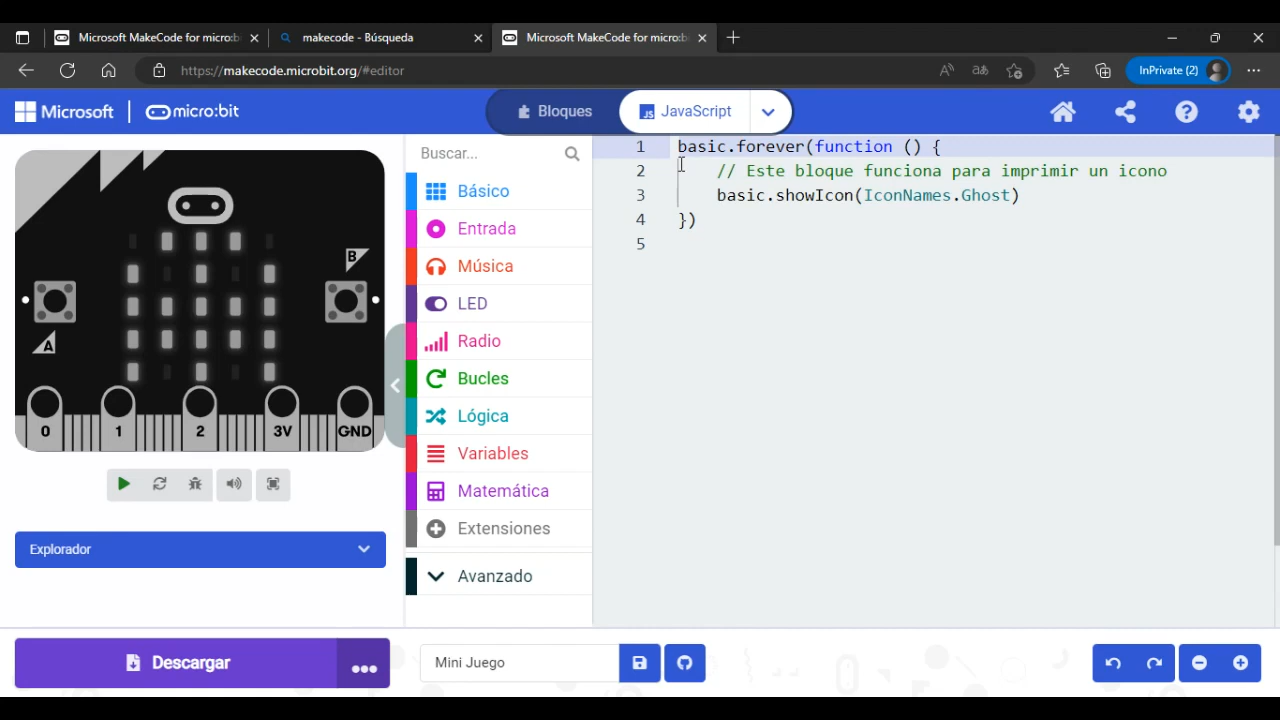 Microsoft MakeCode for micro:b
makecode - Búsqueda
Microsoft MakeCode for micro:b
https://makecode.microbit.org/#editor
InPrivate (2)
Microsoft
micro:bit
Bloques
JS
JavaScript
1 basic.forever(function () {
2 // Este bloque funciona para imprimir un icono
3 basic.showIcon(IconNames.Ghost)
4 })
5
Buscar...
Básico
Entrada
Música
LED
Radio
Bucles
Lógica
Variables
Matemática
Extensiones
Avanzado
B
A
0 1 2 3V GND
Explorador
Descargar
Mini Juego